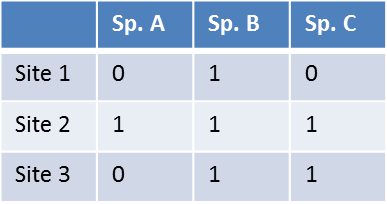 Sp. A Sp. B Sp. C
Site 1 0 1 0
Site 2 1 1 1
Site 3 0 1 1